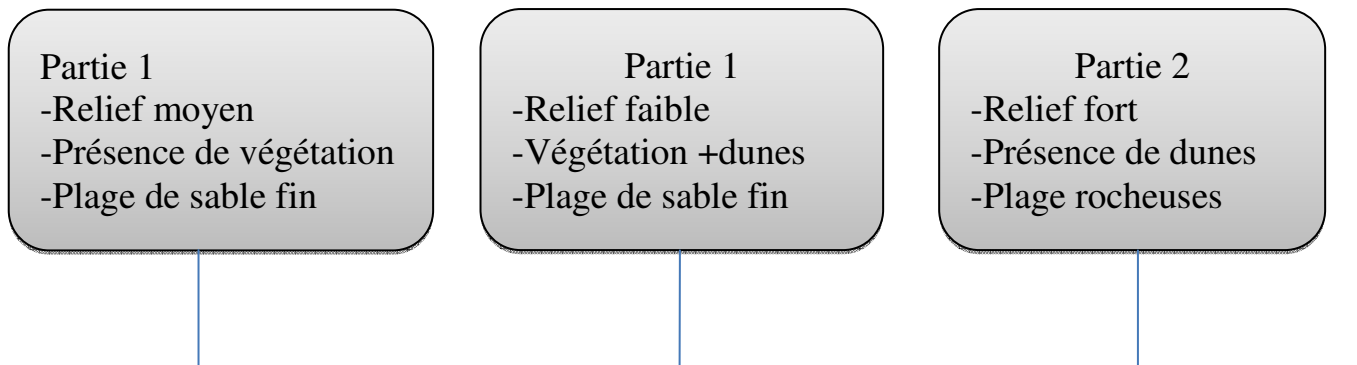 Partie 1
-Relief moyen
-Présence de végétation
-Plage de sable fin
Partie 1
-Relief faible
-Végétation +dunes
-Plage de sable fin
Partie 2
-Relief fort
-Présence de dunes
-Plage rocheuses